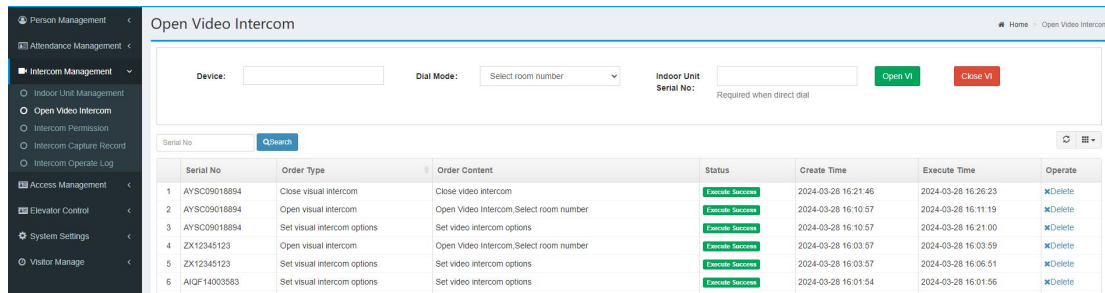 Person Management
Attendance Management
Intercom Management
Indoor Unit Management
Open Video Intercom
Intercom Permission
Intercom Capture Record
Intercom Operate Log
Access Management
Elevator Control
System Settings
Visitor Manage
Open Video Intercom
Home > Open Video Intercom
Device: Dial Mode: Select room number Indoor Unit Serial No: Open VI Close VI
Required when direct dial
Serial No Search
Serial No Order Type Order Content Status Create Time Execute Time Operate
1 AYSC09018894 Close visual intercom Close video intercom Execute Success 2024-03-28 16:21:46 2024-03-28 16:26:23 Delete
2 AYSC09018894 Open visual intercom Open Video Intercom,Select room number Execute Success 2024-03-28 16:10:57 2024-03-28 16:11:19 Delete
3 AYSC09018894 Set visual intercom options Set video intercom options Execute Success 2024-03-28 16:10:57 2024-03-28 16:21:00 Delete
4 ZX12345123 Open visual intercom Open Video Intercom,Select room number Execute Success 2024-03-28 16:03:57 2024-03-28 16:03:59 Delete
5 ZX12345123 Set visual intercom options Set video intercom options Execute Success 2024-03-28 16:03:57 2024-03-28 16:06:51 Delete
6 AIQF14003583 Set visual intercom options Set video intercom options Execute Success 2024-03-28 16:01:54 2024-03-28 16:01:56 Delete